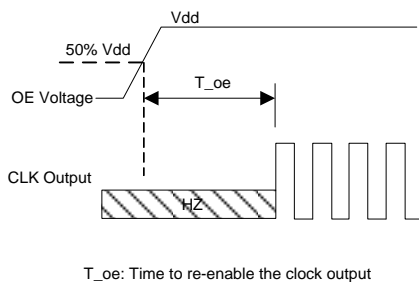 Vdd
50% Vdd
T_oe
OE Voltage
CLK Output
HZ
T_oe: Time to re-enable the clock output